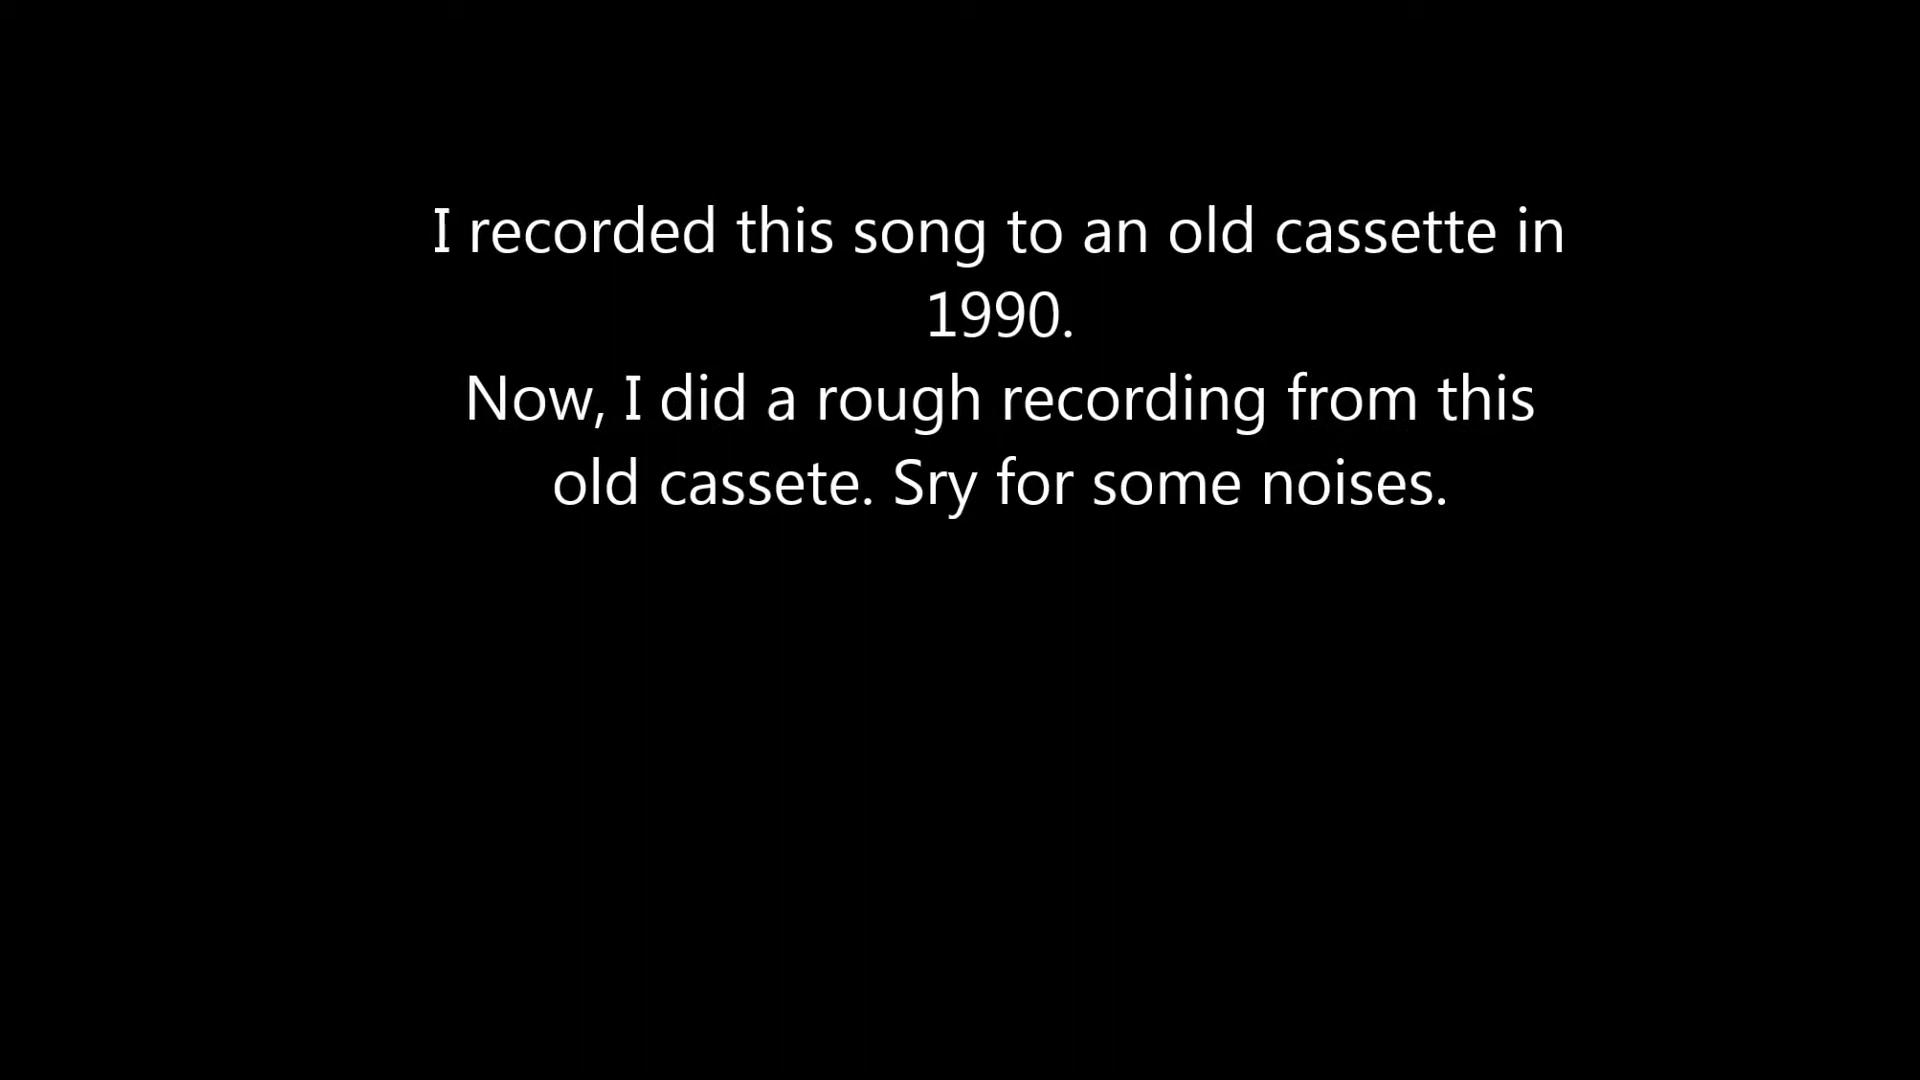 I recorded this song to an old cassette in
1990.
Now, I did a rough recording from this
old cassete. Sry for some noises.